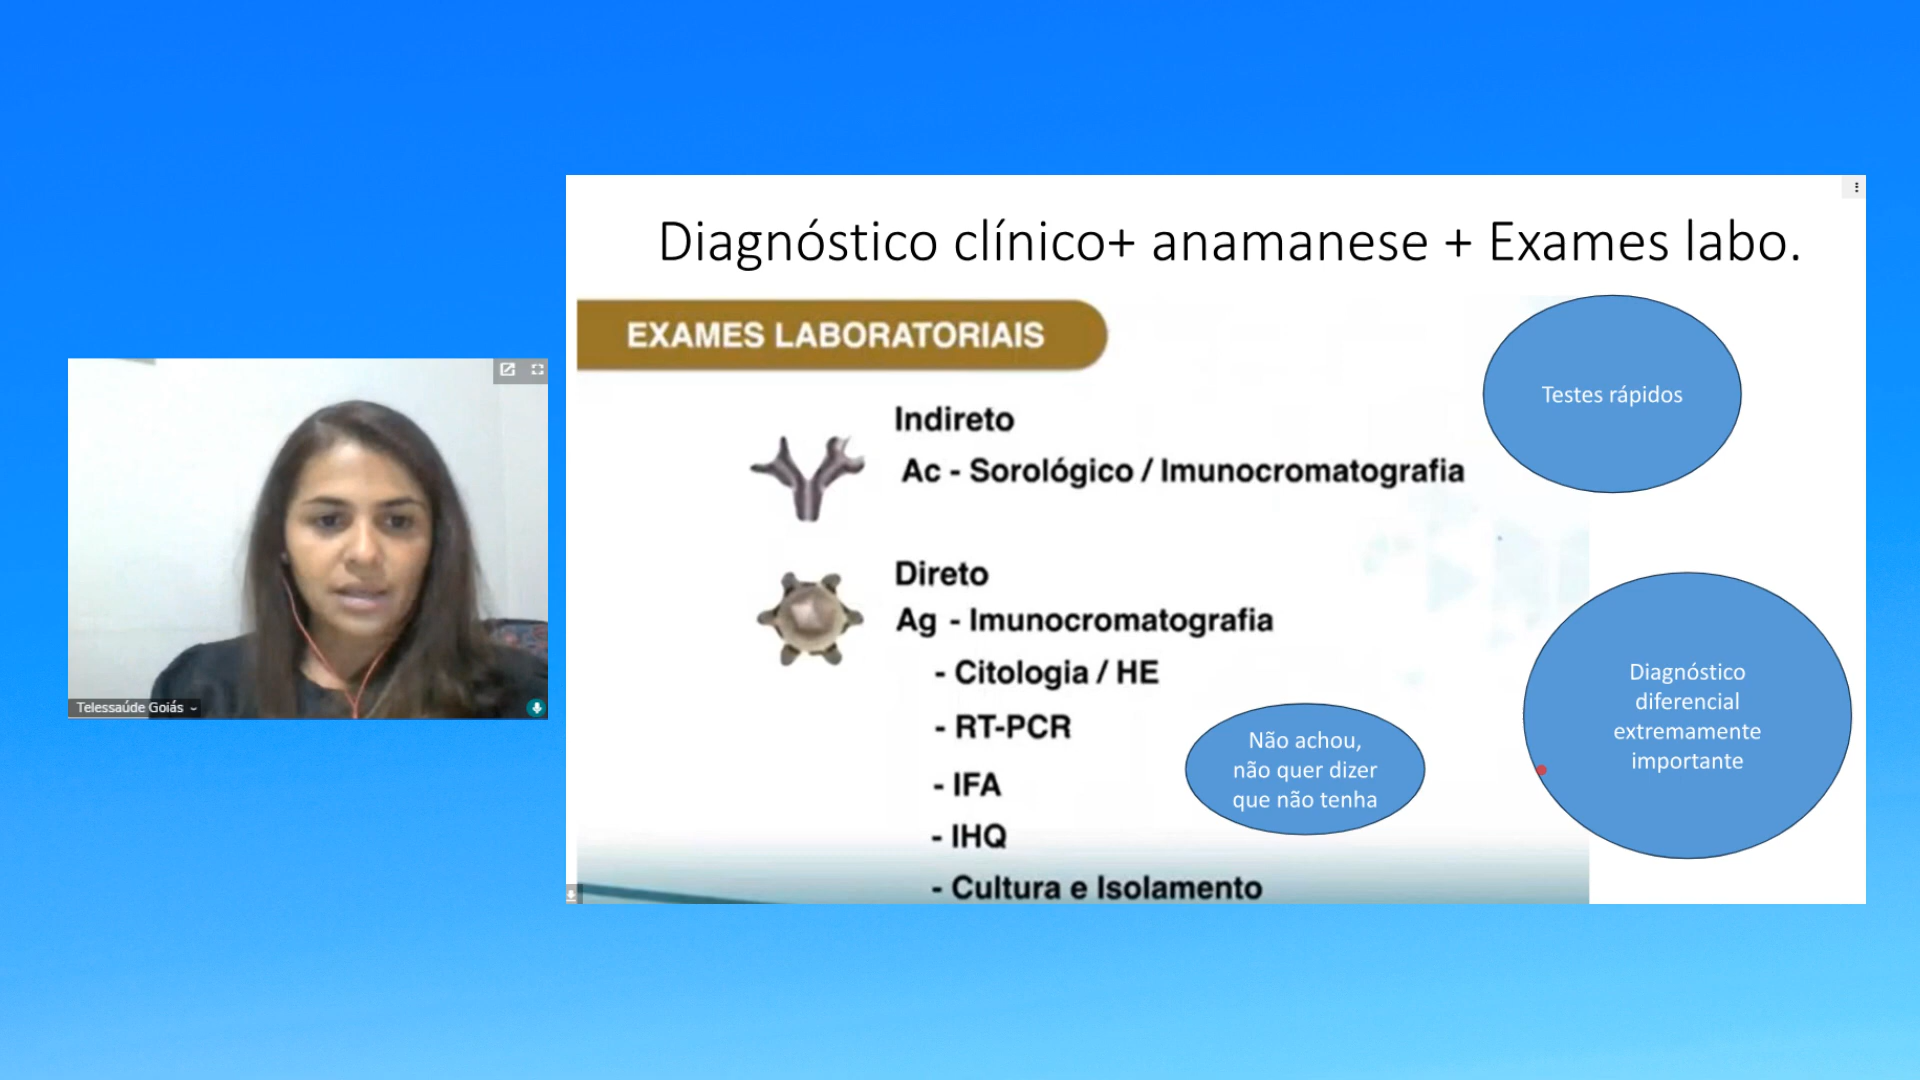 Diagnóstico clínico+ anamanese + Exames labo.
EXAMES LABORATORIAIS
Indireto
Ac - Sorológico / Imunocromatografia
Testes rápidos
Direto
Ag - Imunocromatografia
- Citologia / HE
- RT-PCR
- IFA
- IHQ
- Cultura e Isolamento
Não achou,
não quer dizer
que não tenha
Diagnóstico
diferencial
extremamente
importante
Telessaúde Goiás